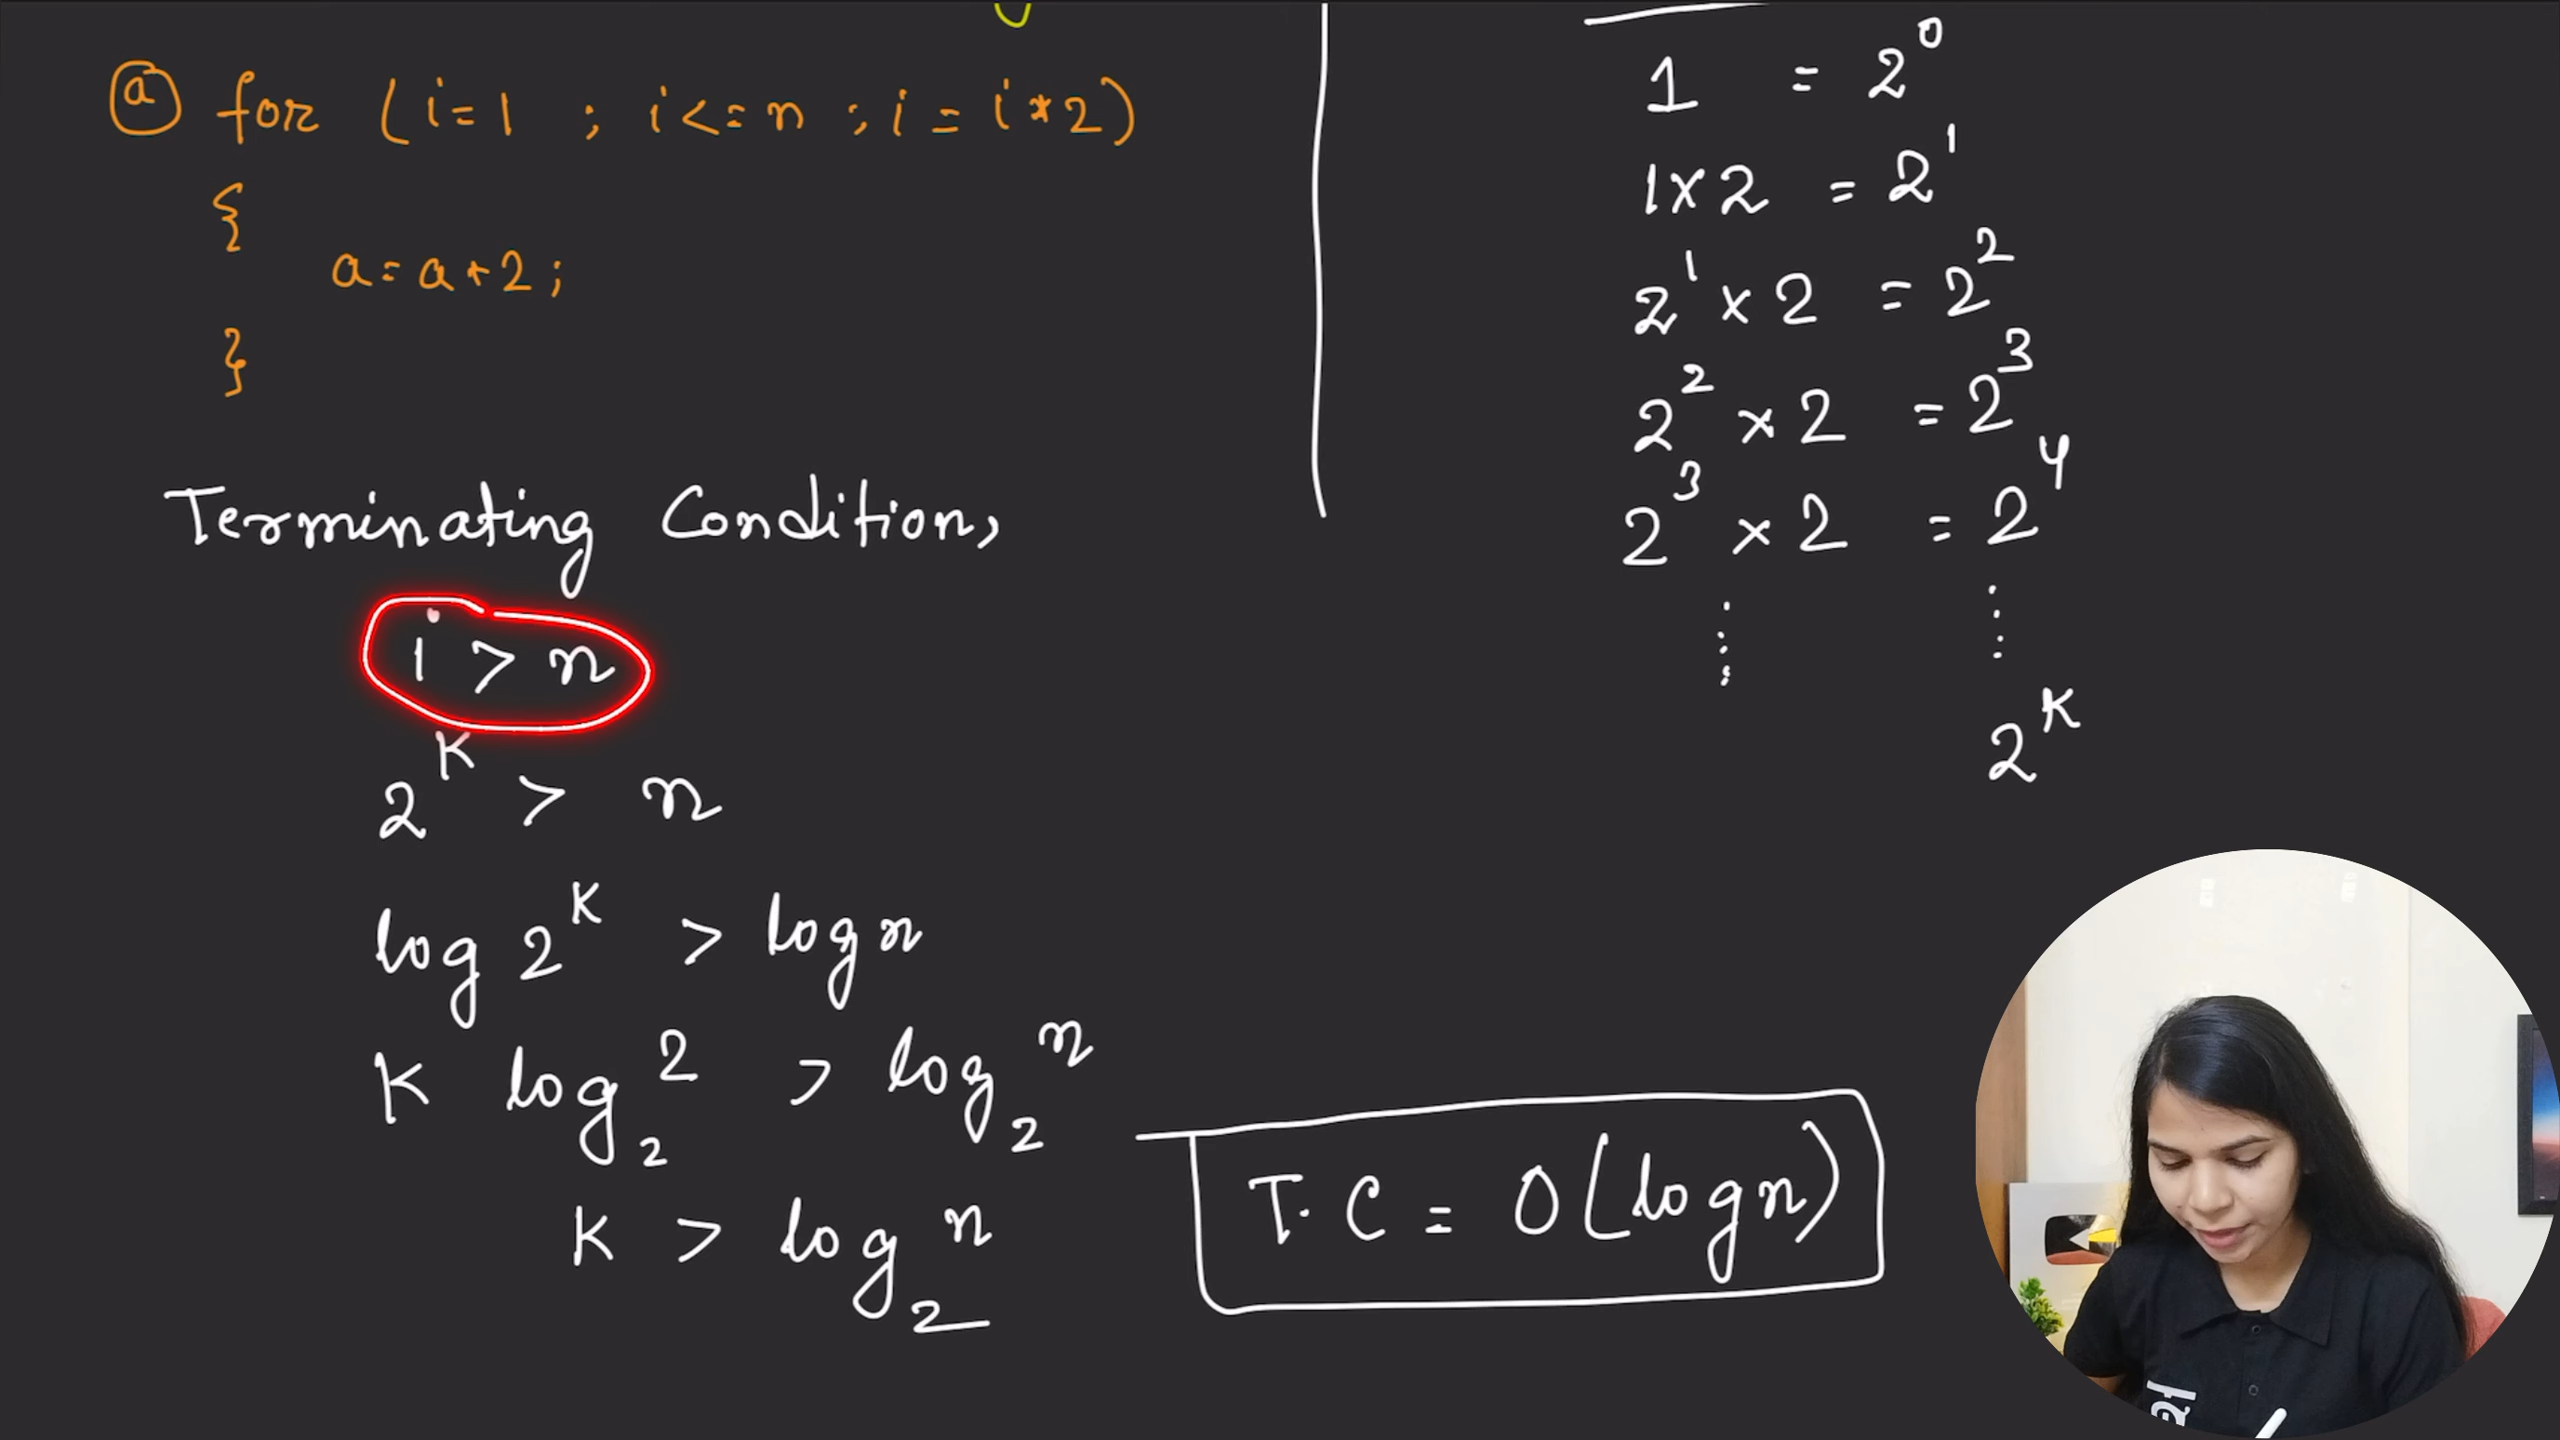 (a) for (i=1 ; i<=n ; i = i*2)
{
a=a+2;
}
Terminating Condition,
i > n
2^K > n
log 2^K > log n
K log_2 2 > log_2 n
K > log_2 n
T.C = O(log n)
1 = 2^0
1×2 = 2^1
2^1 × 2 = 2^2
2^2 × 2 = 2^3
2^3 × 2 = 2^4
2^K